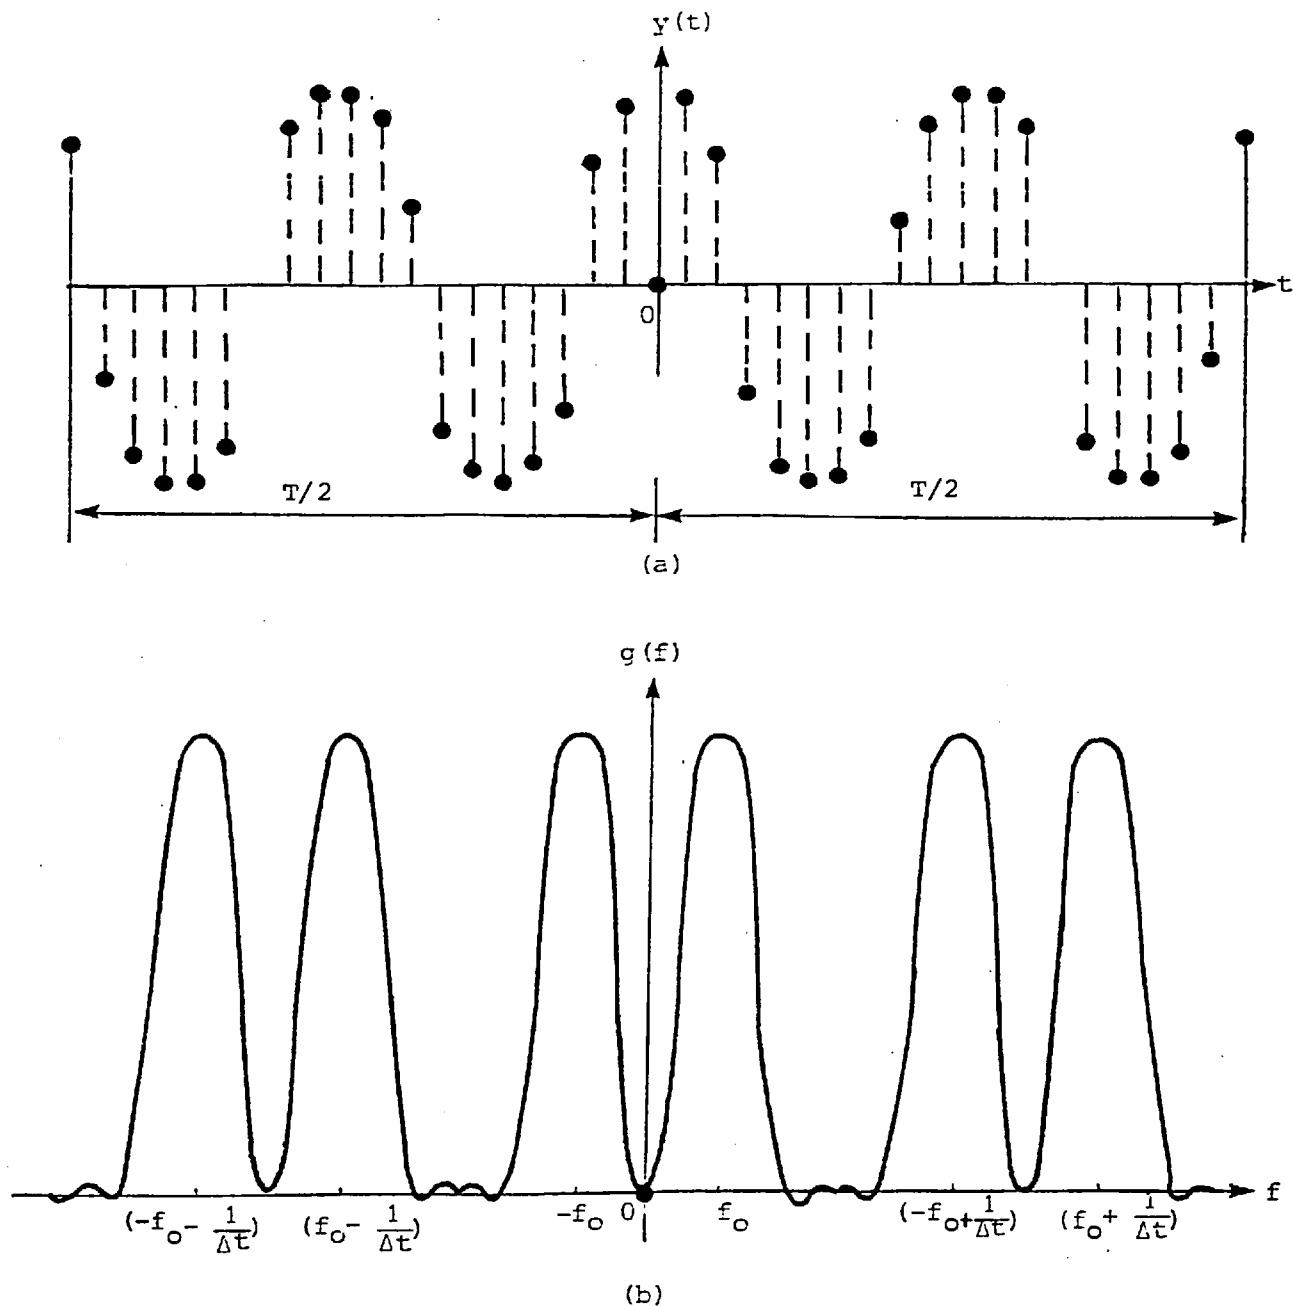 y(t)
t
0
T/2
T/2
(a)
g(f)
(-f₀- 1/Δt)
(f₀- 1/Δt)
-f₀
0
f₀
(-f₀+ 1/Δt)
(f₀+ 1/Δt)
f
(b)